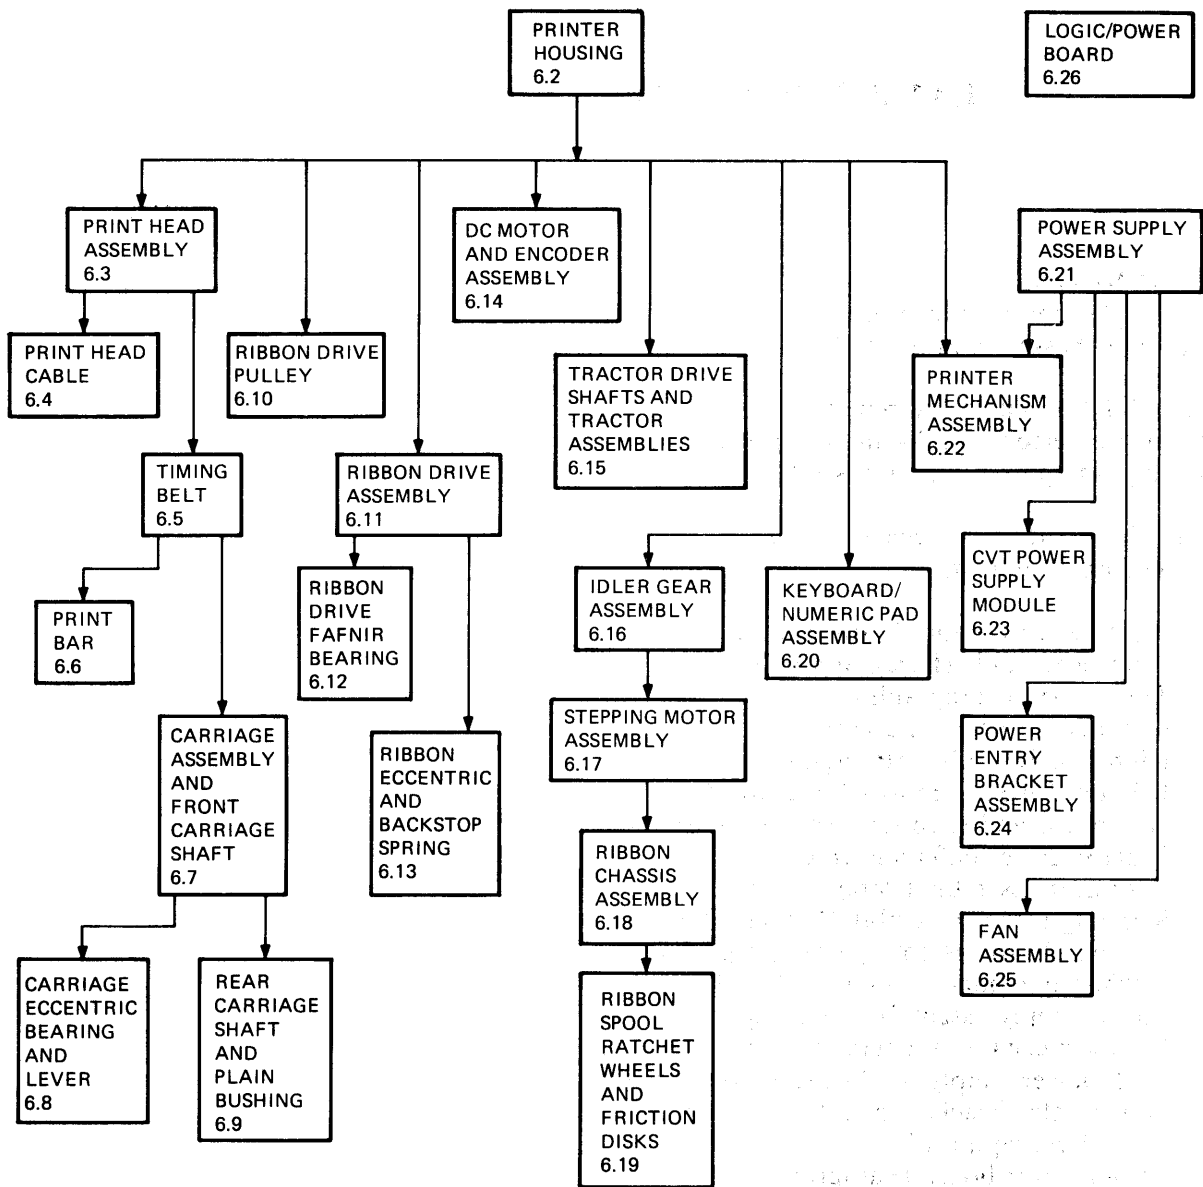 PRINTER
HOUSING
6.2
LOGIC/POWER
BOARD
6.26
PRINT HEAD
ASSEMBLY
6.3
DC MOTOR
AND ENCODER
ASSEMBLY
6.14
POWER SUPPLY
ASSEMBLY
6.21
PRINT HEAD
CABLE
6.4
RIBBON DRIVE
PULLEY
6.10
TRACTOR DRIVE
SHAFTS AND
TRACTOR
ASSEMBLIES
6.15
PRINTER
MECHANISM
ASSEMBLY
6.22
TIMING
BELT
6.5
RIBBON DRIVE
ASSEMBLY
6.11
CVT POWER
SUPPLY
MODULE
6.23
PRINT
BAR
6.6
RIBBON
DRIVE
FAFNIR
BEARING
6.12
IDLER GEAR
ASSEMBLY
6.16
KEYBOARD/
NUMERIC PAD
ASSEMBLY
6.20
CARRIAGE
ASSEMBLY
AND
FRONT
CARRIAGE
SHAFT
6.7
RIBBON
ECCENTRIC
AND
BACKSTOP
SPRING
6.13
STEPPING MOTOR
ASSEMBLY
6.17
POWER
ENTRY
BRACKET
ASSEMBLY
6.24
RIBBON
CHASSIS
ASSEMBLY
6.18
FAN
ASSEMBLY
6.25
CARRIAGE
ECCENTRIC
BEARING
AND
LEVER
6.8
REAR
CARRIAGE
SHAFT
AND
PLAIN
BUSHING
6.9
RIBBON
SPOOL
RATCHET
WHEELS
AND
FRICTION
DISKS
6.19